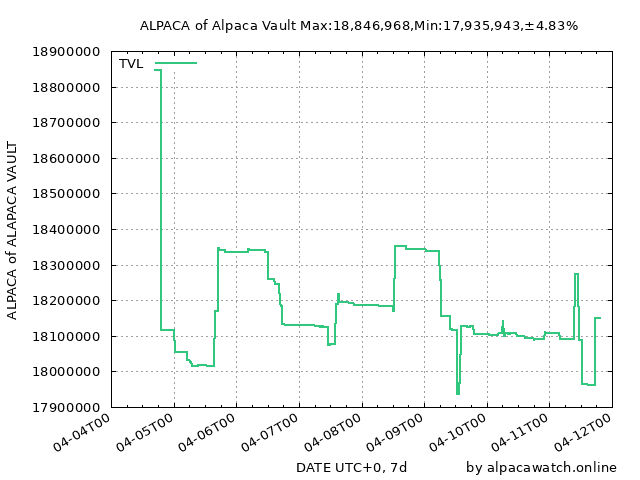 ALPACA of Alpaca Vault Max:18,846,968,Min:17,935,943,±4.83%
TVL
18900000
18800000
18700000
18600000
18500000
18400000
18300000
18200000
18100000
18000000
17900000
ALPACA of ALAPACA VAULT
04-04T00
04-05T00
04-06T00
04-07T00
04-08T00
04-09T00
04-10T00
04-11T00
04-12T00
DATE UTC+0, 7d
by alpacawatch.online